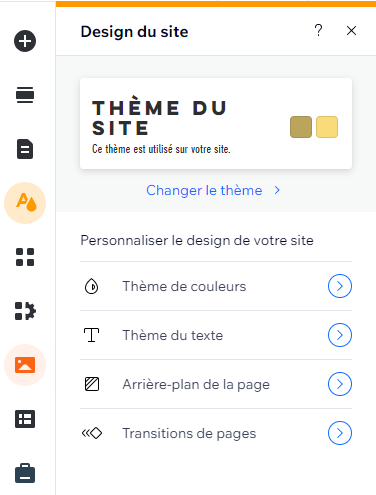 Design du site
?
THÈME DU
SITE
Ce thème est utilisé sur votre site.
Changer le thème
Personnaliser le design de votre site
Thème de couleurs
Thème du texte
Arrière-plan de la page
Transitions de pages